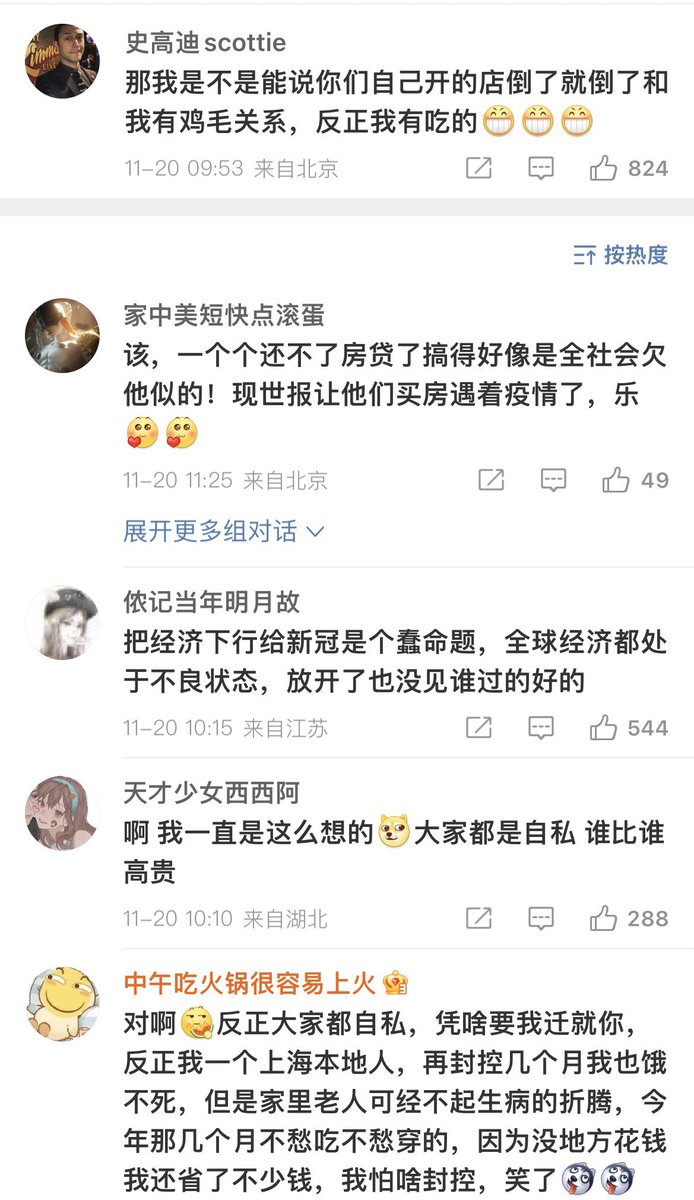 史高迪scottie
那我是不是能说你们自己开的店倒了就倒了和
我有鸡毛关系，反正我有吃的
11-20 09:53 来自北京
824
按热度
家中美短快点滚蛋
该，一个个还不了房贷了搞得好像是全社会欠
他似的！现世报让他们买房遇着疫情了，乐
11-20 11:25 来自北京
49
展开更多组对话
侬记当年明月故
把经济下行给新冠是个蠢命题，全球经济都处
于不良状态，放开了也没见谁过的好的
11-20 10:15 来自江苏
544
天才少女西西阿
啊 我一直是这么想的大家都是自私 谁比谁
高贵
11-20 10:10 来自湖北
288
中午吃火锅很容易上火
对啊反正大家都自私，凭啥要我迁就你，
反正我一个上海本地人，再封控几个月我也饿
不死，但是家里老人可经不起生病的折腾，今
年那几个月不愁吃不愁穿的，因为没地方花钱
我还省了不少钱，我怕啥封控，笑了